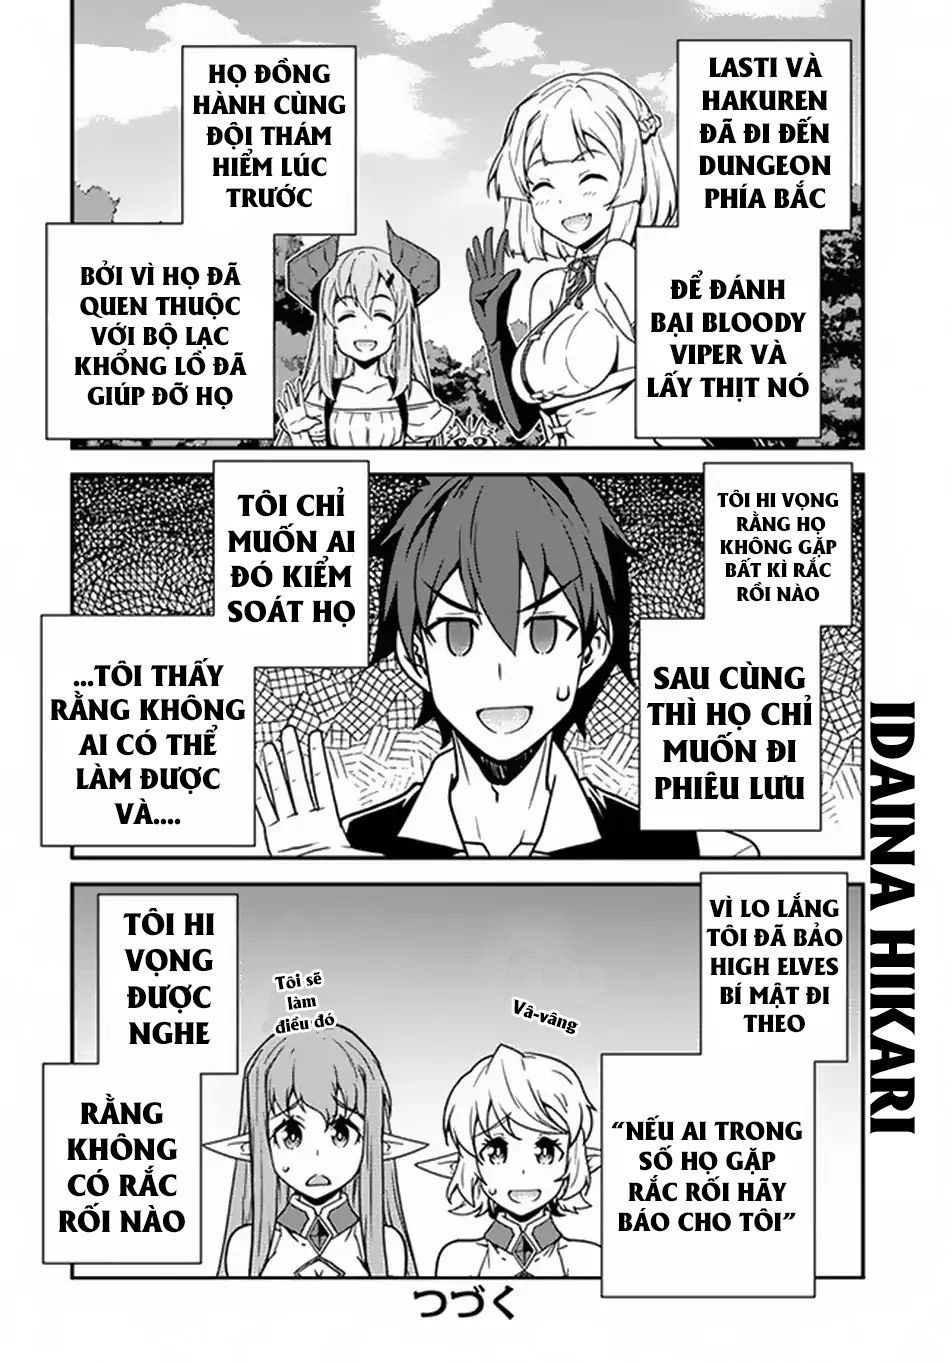 LASTI VÀ
HAKUREN
ĐÃ ĐI ĐẾN
DUNGEON
PHÍA BẮC
ĐỂ ĐÁNH
BẠI BLOODY
VIPER VÀ
LẤY THỊT NÓ
HỌ ĐỒNG
HÀNH CÙNG
ĐỘI THÁM
HIỂM LÚC
TRƯỚC
BỞI VÌ HỌ ĐÃ
QUEN THUỘC
VỚI BỘ LẠC
KHỔNG LỒ ĐÃ
GIÚP ĐỠ HỌ
TÔI HI VỌNG
RẰNG HỌ
KHÔNG GẶP
BẤT KÌ RẮC
RỒI NÀO
SAU CÙNG
THÌ HỌ CHỈ
MUỐN ĐI
PHIÊU LƯU
TÔI CHỈ
MUỐN AI
ĐÓ KIỂM
SOÁT HỌ
...TÔI THẤY
RẰNG KHÔNG
AI CÓ THỂ
LÀM ĐƯỢC
VÀ....
VÌ LO LẮNG
TÔI ĐÃ BẢO
HIGH ELVES
BÍ MẬT ĐI
THEO
“NẾU AI TRONG
SỐ HỌ GẶP
RẮC RỐI HÃY
BÁO CHO TÔI”
Vâ-vâng
Tôi sẽ
làm
điều đó
TÔI HI
VỌNG
ĐƯỢC
NGHE
RẰNG
KHÔNG
CÓ RẮC
RỐI NÀO
IDAINA HIKARI
つづく